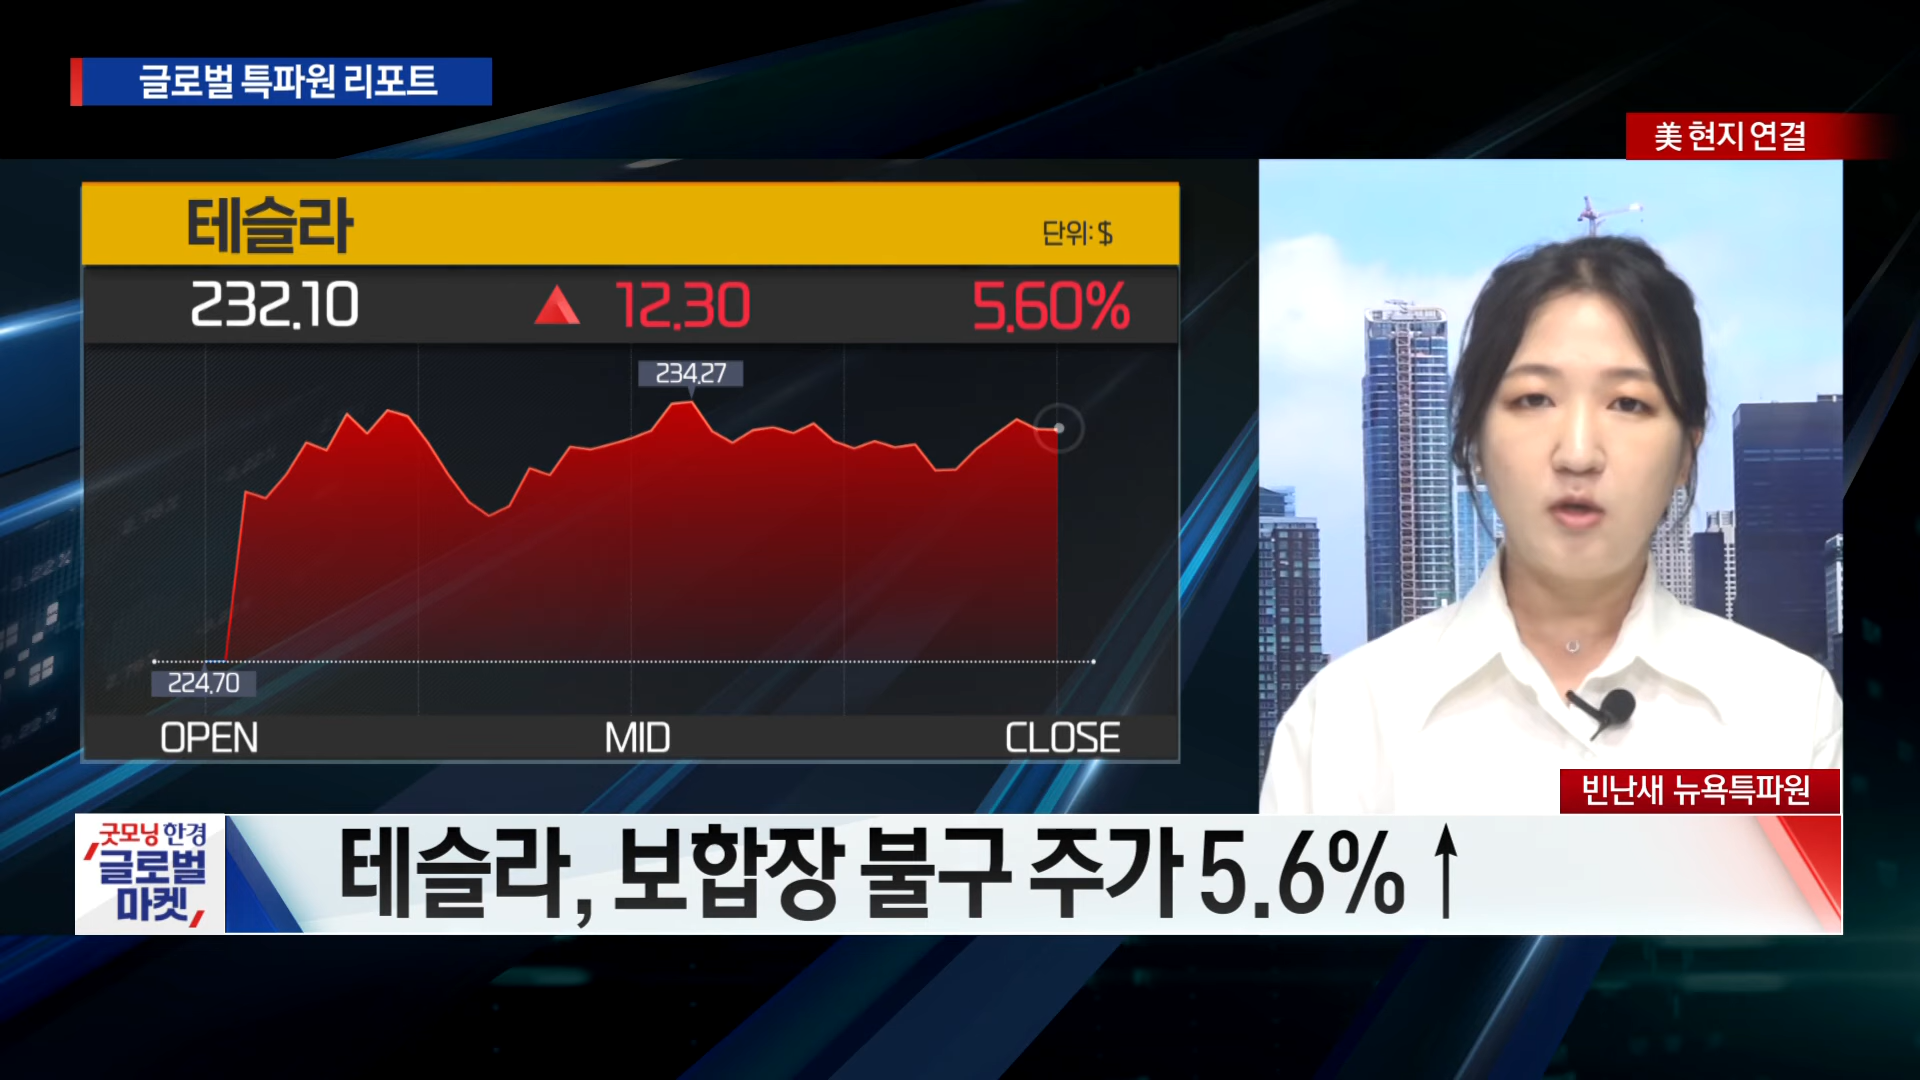 글로벌 특파원 리포트
美 현지 연결
테슬라
단위: $
232.10 ▲ 12.30 5.60%
234.27
224.70
OPEN MID CLOSE
빈난새 뉴욕특파원
굿모닝 한경
글로벌
마켓
테슬라, 보합장 불구 주가 5.6%↑